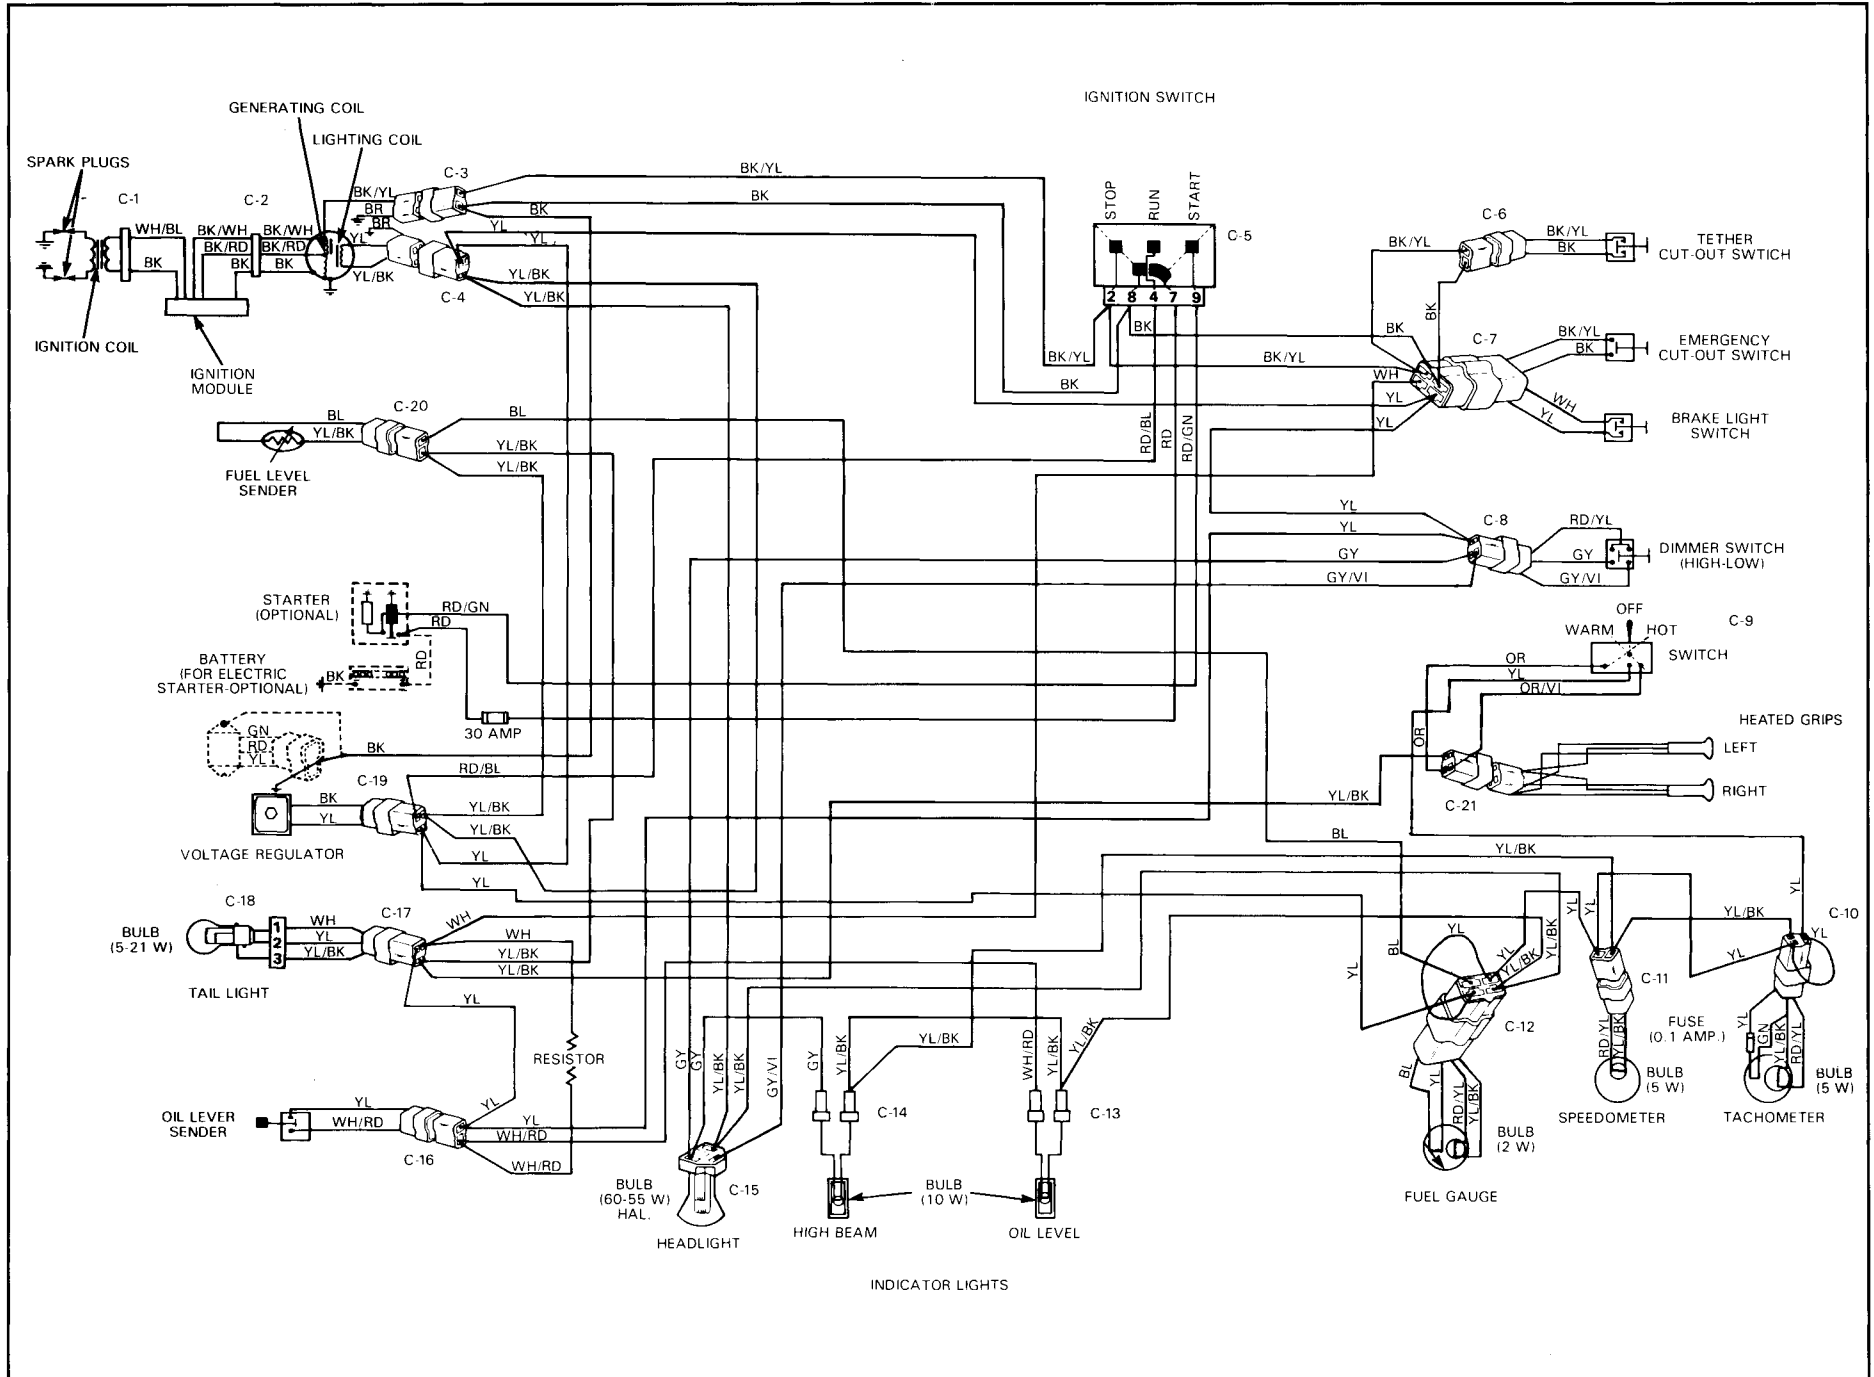 IGNITION SWITCH
GENERATING COIL
LIGHTING COIL
SPARK PLUGS
C-1
C-2
C-3
WH/BL
BK
BK/WH
BK/RD
BK
BK/WH
BK/RD
BK
BK/YL
BR
BR
YL
YL/BK
C-4
BK
YL
YL
YL/BK
YL/BK
BK/YL
BK
IGNITION COIL
IGNITION
MODULE
STOP
RUN
START
C-5
2 8 4 7 9
BK
BK/YL
BK/YL
BK
RD/BL
RD
RD/GN
C-6
BK/YL
BK/YL
BK
TETHER
CUT-OUT SWTICH
BK
BK
C-7
BK/YL
BK
EMERGENCY
CUT-OUT SWITCH
WH
YL
YL
WH
YL
BRAKE LIGHT
SWITCH
C-20
BL
YL/BK
BL
YL/BK
YL/BK
FUEL LEVEL
SENDER
YL
YL
GY
GY/VI
C-8
RD/YL
GY
GY/VI
DIMMER SWITCH
(HIGH-LOW)
STARTER
(OPTIONAL)
RD/GN
RD
RD
BATTERY
(FOR ELECTRIC
STARTER-OPTIONAL)
BK
30 AMP
OFF
WARM
HOT
C-9
SWITCH
OR
YL
OR/VI
OR
HEATED GRIPS
LEFT
RIGHT
C-21
YL/BK
GN
RD
YL
BK
RD/BL
C-19
BK
YL
YL/BK
YL/BK
YL
YL
VOLTAGE REGULATOR
BL
YL/BK
C-18
BULB
(5-21 W)
1
2
3
WH
YL
YL/BK
C-17
WH
WH
YL/BK
YL/BK
YL
TAIL LIGHT
RESISTOR
OIL LEVER
SENDER
YL
WH/RD
C-16
YL
YL
WH/RD
WH/RD
GY
GY
YL/BK
YL/BK
GY/VI
BULB
(60-55 W)
HAL.
C-15
HEADLIGHT
GY
YL/BK
YL/BK
C-14
HIGH BEAM
BULB
(10 W)
WH/RD
YL/BK
YL/BK
C-13
OIL LEVEL
INDICATOR LIGHTS
YL
BL
YL
YL
YL/BK
YL/BK
C-12
BL
YL
RD/YL
YL/BK
BULB
(2 W)
FUEL GAUGE
YL
YL
C-11
RD/YL
YL/BK
BULB
(5 W)
SPEEDOMETER
YL/BK
YL
YL
YL
C-10
FUSE
(0.1 AMP.)
YL
GN
YL/BK
RD/YL
BULB
(5 W)
TACHOMETER